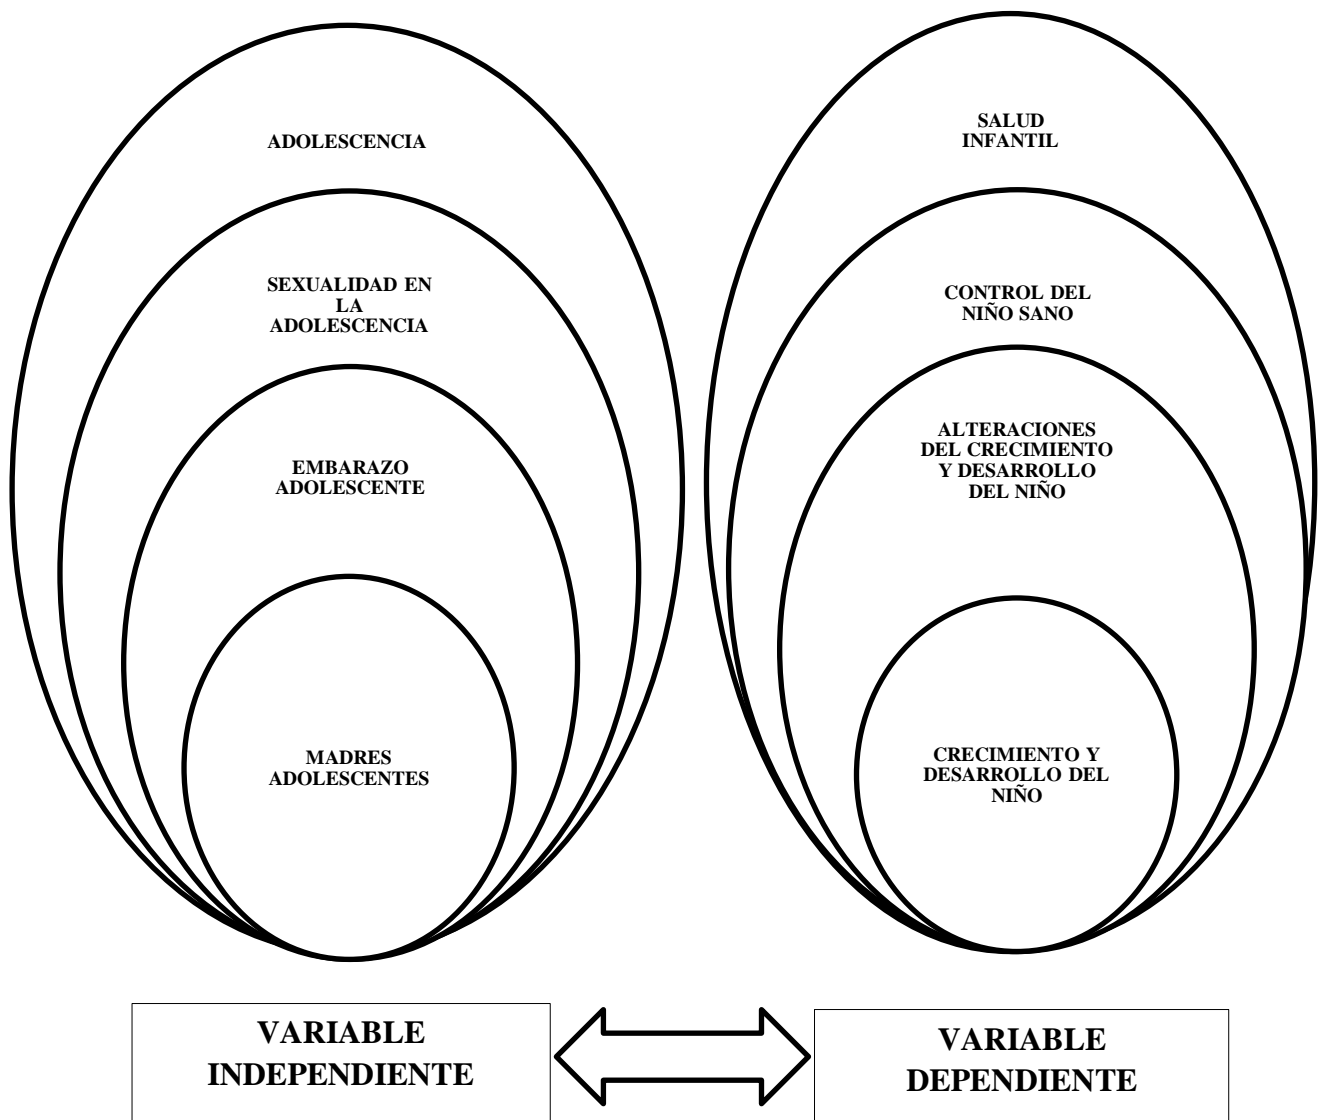 ADOLESCENCIA
SEXUALIDAD EN
LA
ADOLESCENCIA
EMBARAZO
ADOLESCENTE
MADRES
ADOLESCENTES
SALUD
INFANTIL
CONTROL DEL
NIÑO SANO
ALTERACIONES
DEL CRECIMIENTO
Y DESARROLLO
DEL NIÑO
CRECIMIENTO Y
DESARROLLO DEL
NIÑO
VARIABLE
INDEPENDIENTE
VARIABLE
DEPENDIENTE